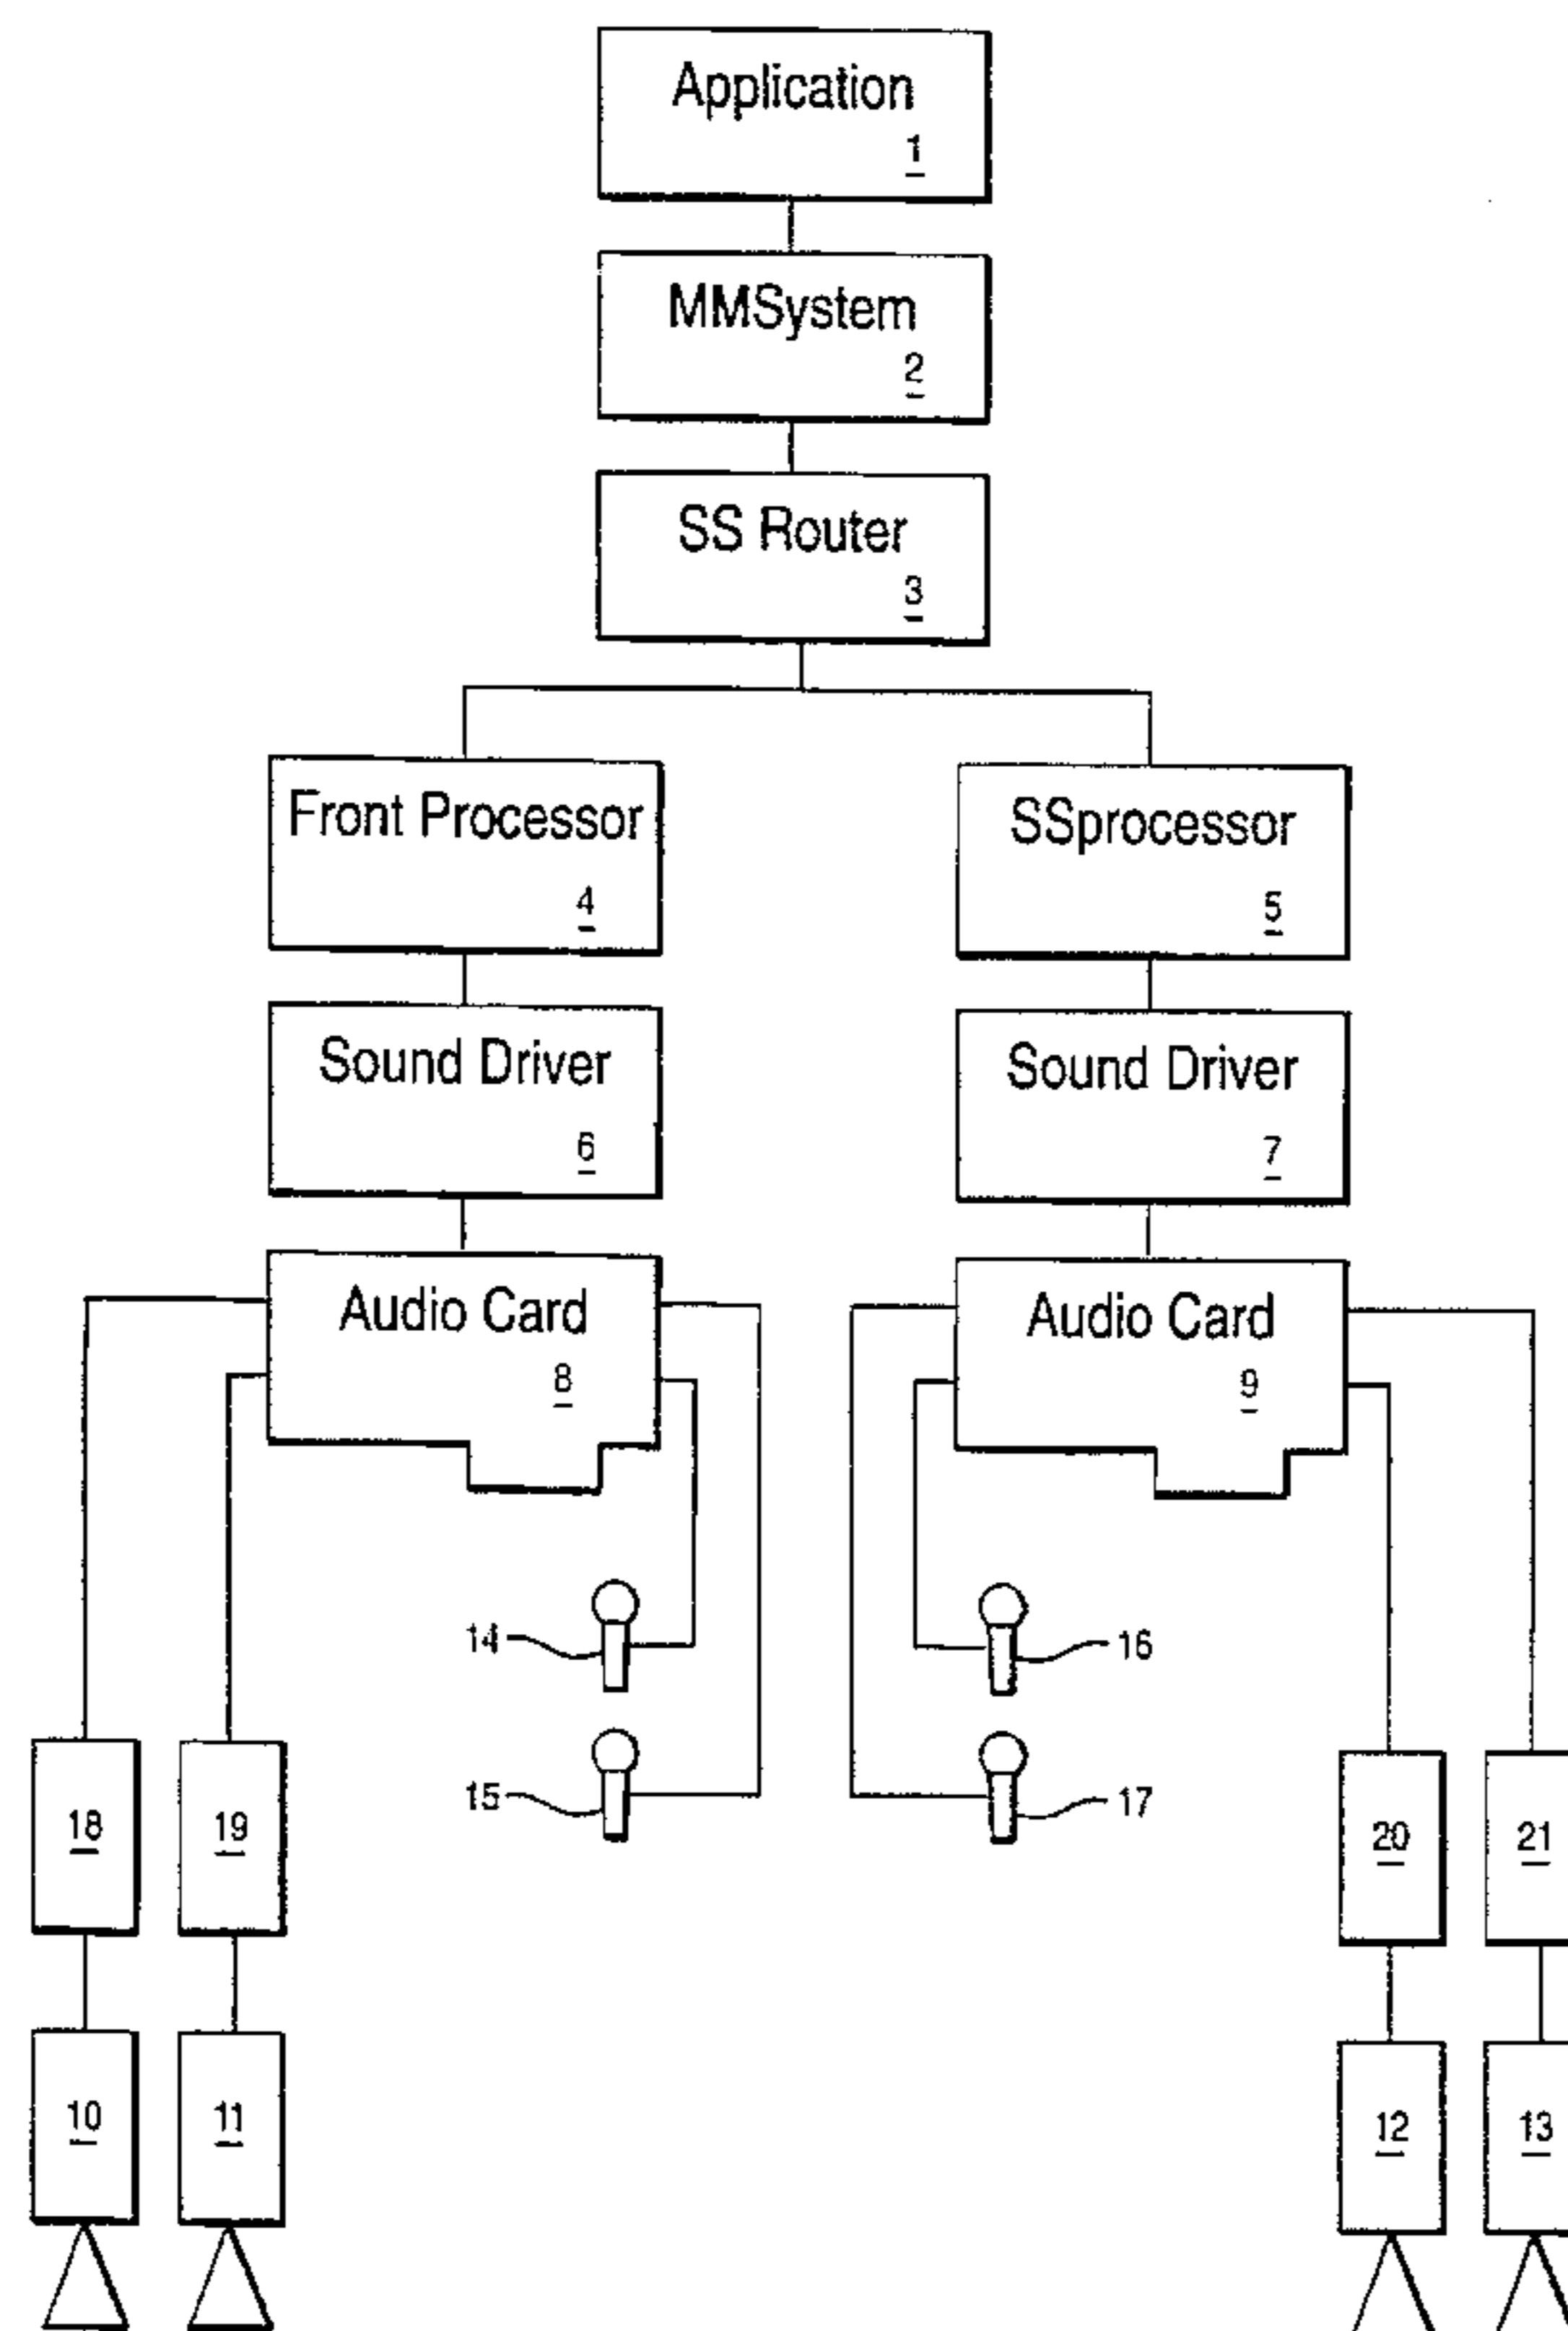 Application
1
MMSystem
2
SS Router
3
Front Processor
4
SSprocessor
5
Sound Driver
6
Sound Driver
7
Audio Card
8
Audio Card
9
14
16
15
17
18
19
20
21
10
11
12
13